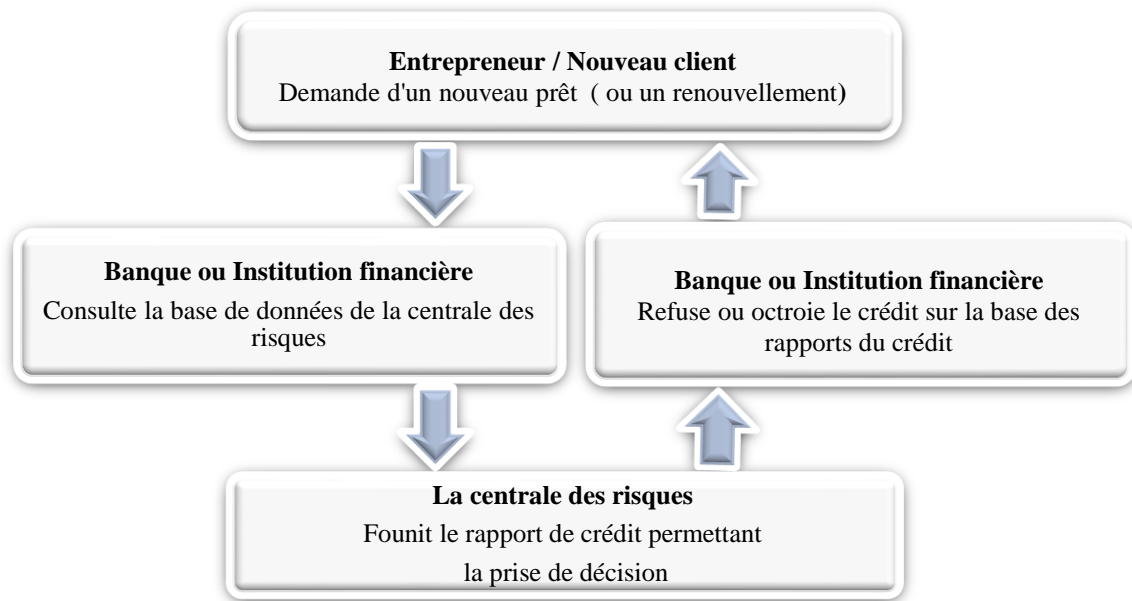 Entrepreneur / Nouveau client
Demande d'un nouveau prêt ( ou un renouvellement)
Banque ou Institution financière
Consulte la base de données de la centrale des
risques
Banque ou Institution financière
Refuse ou octroie le crédit sur la base des
rapports du crédit
La centrale des risques
Founit le rapport de crédit permettant
la prise de décision